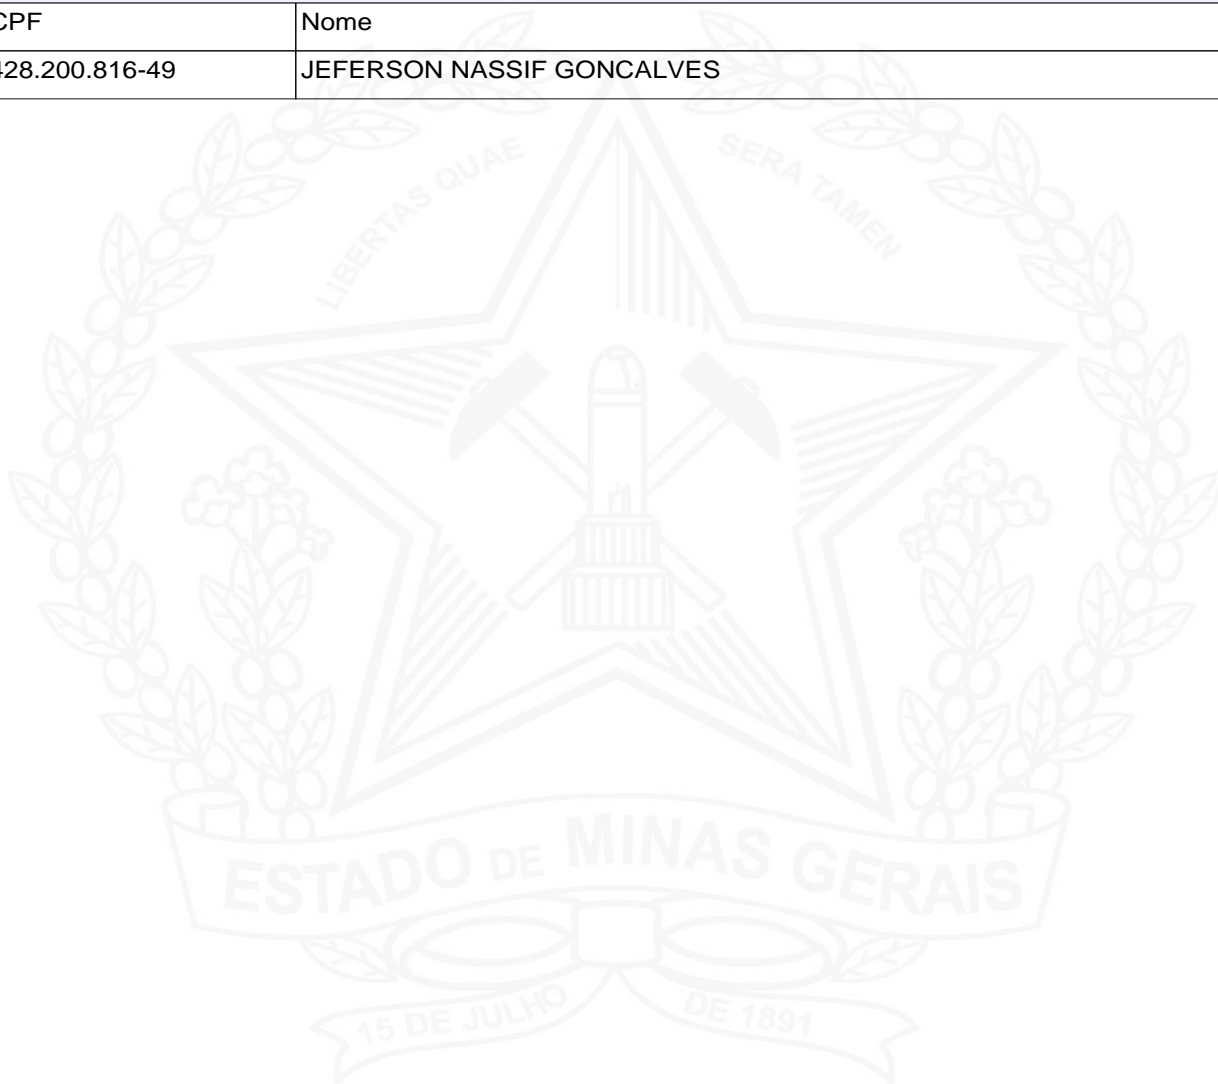 CPF Nome
428.200.816-49 JEFERSON NASSIF GONCALVES
LIBERTAS QUAE SERA TAMEN
ESTADO DE MINAS GERAIS
15 DE JULHO DE 1891